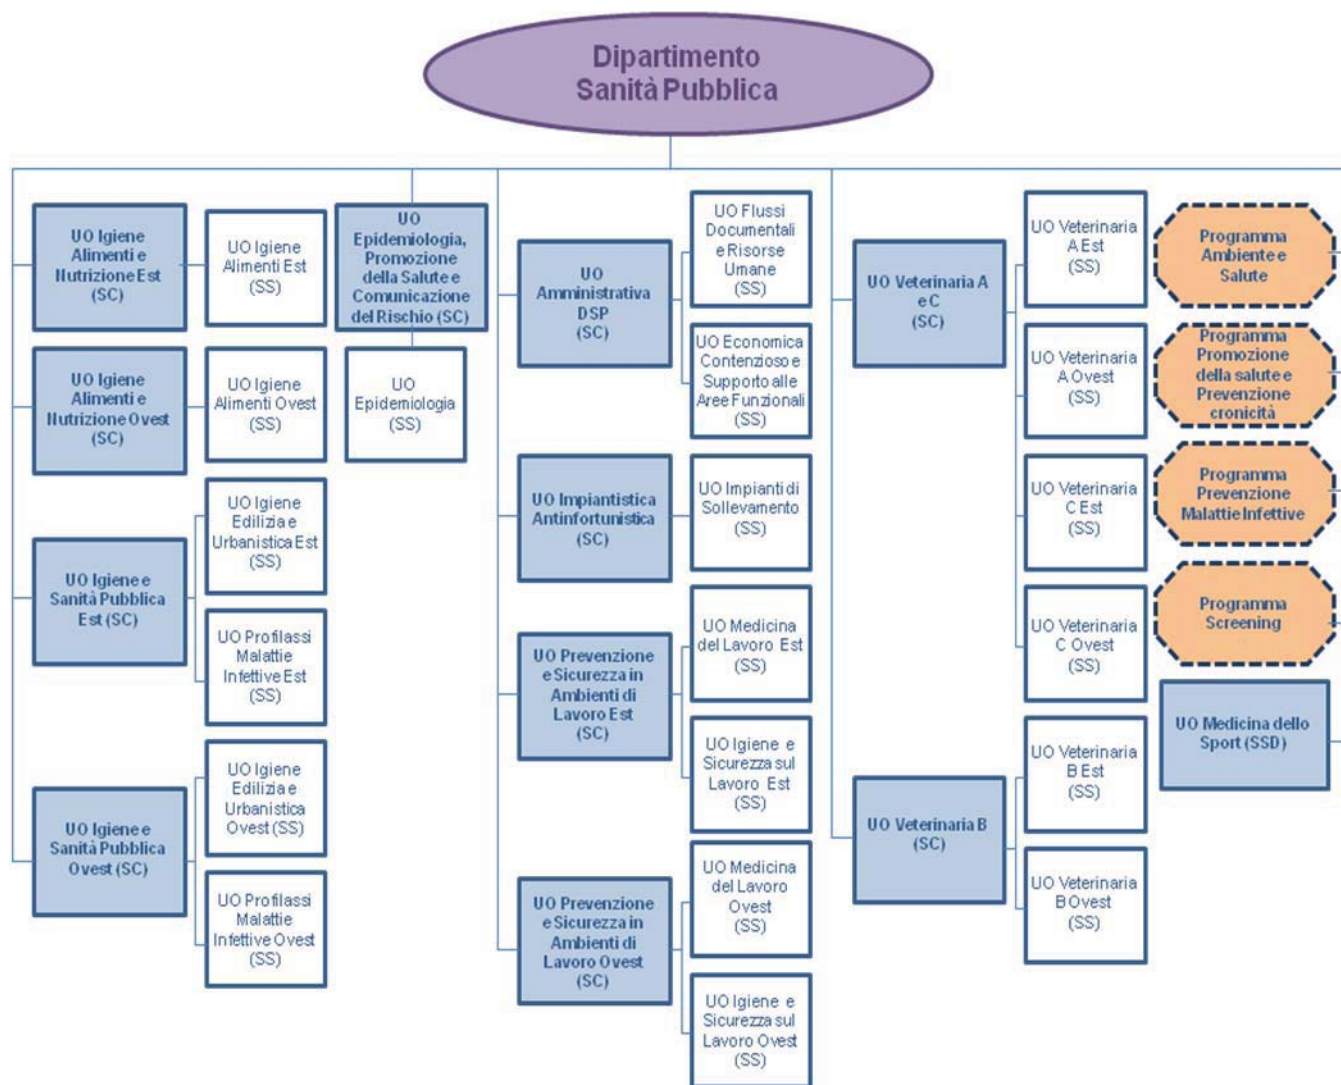 Dipartimento
Sanità Pubblica
UO Igiene
Alimenti e
Nutrizione Est
(SC)
UO Igiene
Alimenti Est
(SS)
UO Igiene
Alimenti e
Nutrizione Ovest
(SC)
UO Igiene
Alimenti Ovest
(SS)
UO Igiene e
Sanità Pubblica
Est (SC)
UO Igiene
Edilizia e
Urbanistica Est
(SS)
UO Profilassi
Malattie
Infettive Est
(SS)
UO Igiene e
Sanità Pubblica
Ovest (SC)
UO Igiene
Edilizia e
Urbanistica
Ovest (SS)
UO Profilassi
Malattie
Infettive Ovest
(SS)
UO
Epidemiologia,
Promozione
della Salute e
Comunicazione
del Rischio (SC)
UO
Epidemiologia
(SS)
UO
Amministrativa
DSP
(SC)
UO Flussi
Documentali
e Risorse
Umane
(SS)
UO Economica
Contenzioso e
Supporto alle
Aree Funzionali
(SS)
UO Impiantistica
Antinfortunistica
(SC)
UO Impianti di
Sollevamento
(SS)
UO Prevenzione
e Sicurezza in
Ambienti di
Lavoro Est
(SC)
UO Medicina
del Lavoro Est
(SS)
UO Igiene e
Sicurezza sul
Lavoro Est
(SS)
UO Prevenzione
e Sicurezza in
Ambienti di
Lavoro Ovest
(SC)
UO Medicina
del Lavoro
Ovest
(SS)
UO Igiene e
Sicurezza sul
Lavoro Ovest
(SS)
UO Veterinaria A
e C
(SC)
UO Veterinaria
A Est
(SS)
UO Veterinaria
A Ovest
(SS)
UO Veterinaria
C Est
(SS)
UO Veterinaria
C Ovest
(SS)
UO Veterinaria B
(SC)
UO Veterinaria
B Est
(SS)
UO Veterinaria
B Ovest
(SS)
Programma
Ambiente e
Salute
Programma
Promozione
della salute e
Prevenzione
cronicità
Programma
Prevenzione
Malattie Infettive
Programma
Screening
UO Medicina dello
Sport (SSD)